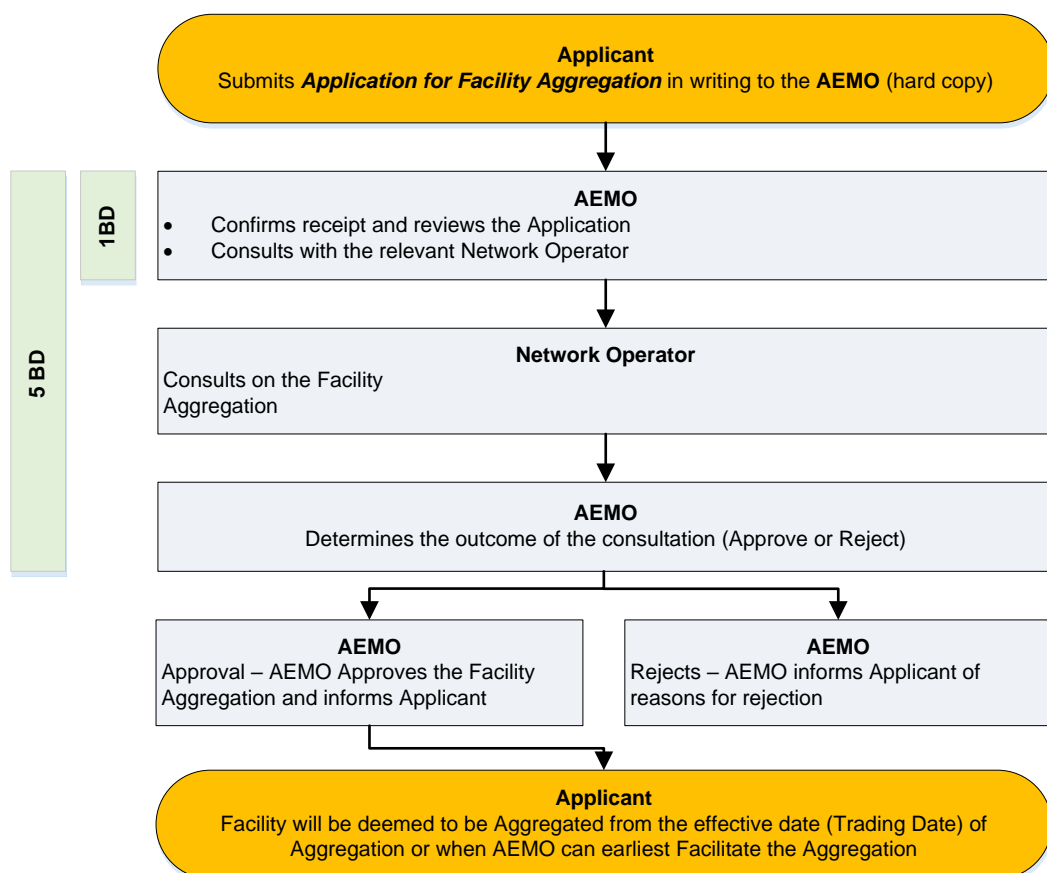 Applicant
Submits Application for Facility Aggregation in writing to the AEMO (hard copy)
5 BD
1BD
AEMO
• Confirms receipt and reviews the Application
• Consults with the relevant Network Operator
Network Operator
Consults on the Facility
Aggregation
AEMO
Determines the outcome of the consultation (Approve or Reject)
AEMO
Approval – AEMO Approves the Facility
Aggregation and informs Applicant
AEMO
Rejects – AEMO informs Applicant of
reasons for rejection
Applicant
Facility will be deemed to be Aggregated from the effective date (Trading Date) of
Aggregation or when AEMO can earliest Facilitate the Aggregation